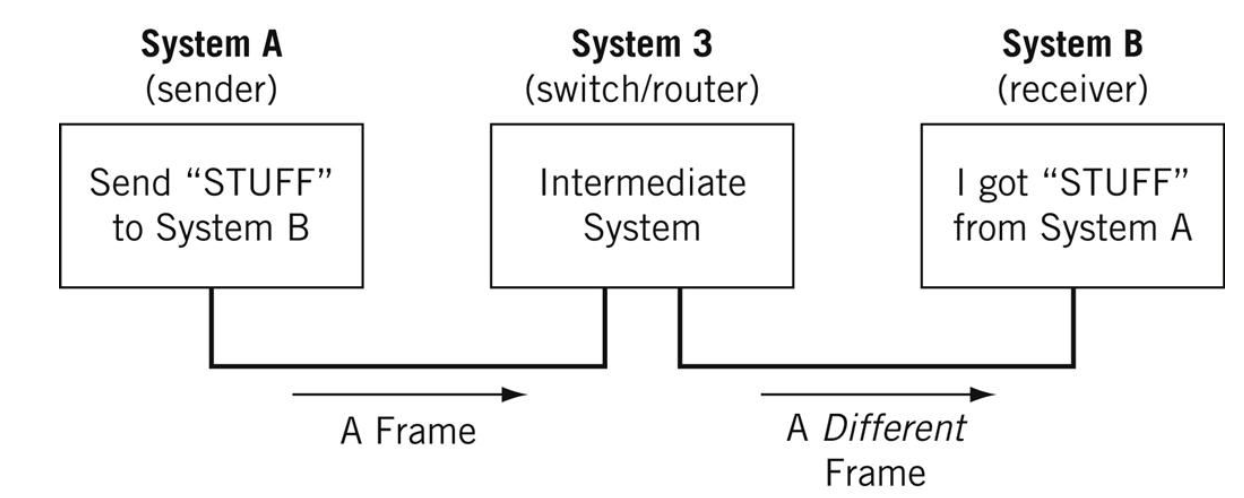 System A
(sender)
Send “STUFF”
to System B
System 3
(switch/router)
Intermediate
System
System B
(receiver)
I got “STUFF”
from System A
A Frame
A Different
Frame